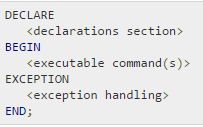 DECLARE
   <declarations section>
BEGIN
   <executable command(s)>
EXCEPTION
   <exception handling>
END;